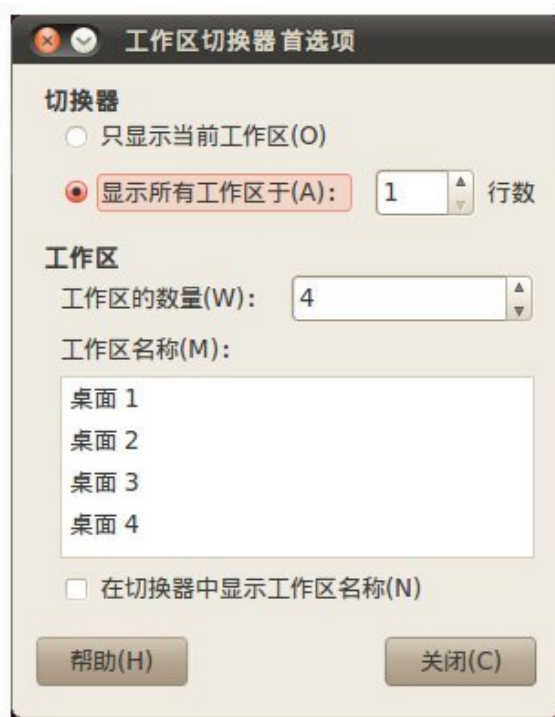 工作区切换器首选项
切换器
只显示当前工作区(O)
显示所有工作区于(A): 1 行数
工作区
工作区的数量(W): 4
工作区名称(M):
桌面 1
桌面 2
桌面 3
桌面 4
在切换器中显示工作区名称(N)
帮助(H) 关闭(C)